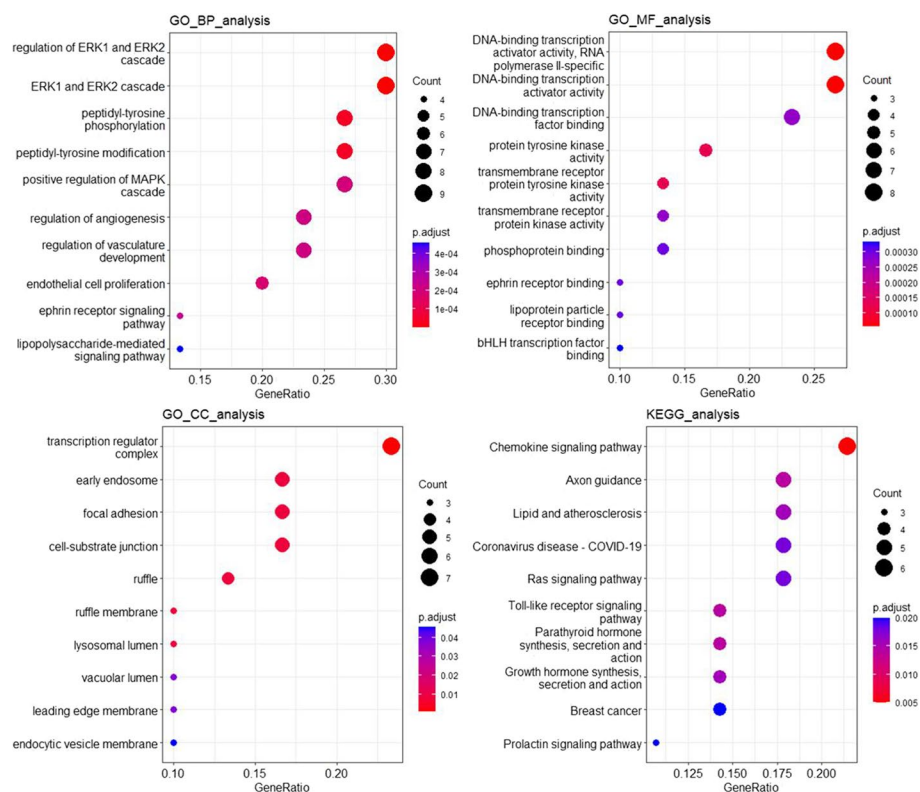 GO_BP_analysis
regulation of ERK1 and ERK2
cascade
ERK1 and ERK2 cascade
peptidyl-tyrosine
phosphorylation
peptidyl-tyrosine modification
positive regulation of MAPK
cascade
regulation of angiogenesis
regulation of vasculature
development
endothelial cell proliferation
ephrin receptor signaling
pathway
lipopolysaccharide-mediated
signaling pathway
0.15 0.20 0.25 0.30
GeneRatio
Count
4
5
6
7
8
9
p.adjust
4e-04
2e-04
1e-04
GO_MF_analysis
DNA-binding transcription
activator activity, RNA
polymerase II-specific
DNA-binding transcription
activator activity
DNA-binding transcription
factor binding
protein tyrosine kinase
activity
transmembrane receptor
protein tyrosine kinase
activity
transmembrane receptor
protein kinase activity
phosphoprotein binding
ephrin receptor binding
lipoprotein particle
receptor binding
bHLH transcription factor
binding
0.10 0.15 0.20 0.25
GeneRatio
Count
3
4
5
6
7
8
p.adjust
0.00030
0.00025
0.00020
0.00015
0.00010
GO_CC_analysis
transcription regulator
complex
early endosome
focal adhesion
cell-substrate junction
ruffle
ruffle membrane
lysosomal lumen
vacuolar lumen
leading edge membrane
endocytic vesicle membrane
0.10 0.15 0.20
GeneRatio
Count
3
4
5
6
7
p.adjust
0.04
0.03
0.02
0.01
KEGG_analysis
Chemokine signaling pathway
Axon guidance
Lipid and atherosclerosis
Coronavirus disease - COVID-19
Ras signaling pathway
Toll-like receptor signaling
pathway
Parathyroid hormone
synthesis, secretion and
action
Growth hormone synthesis,
secretion and action
Breast cancer
Prolactin signaling pathway
0.125 0.150 0.175 0.200
GeneRatio
Count
3
4
5
6
p.adjust
0.020
0.015
0.010
0.005